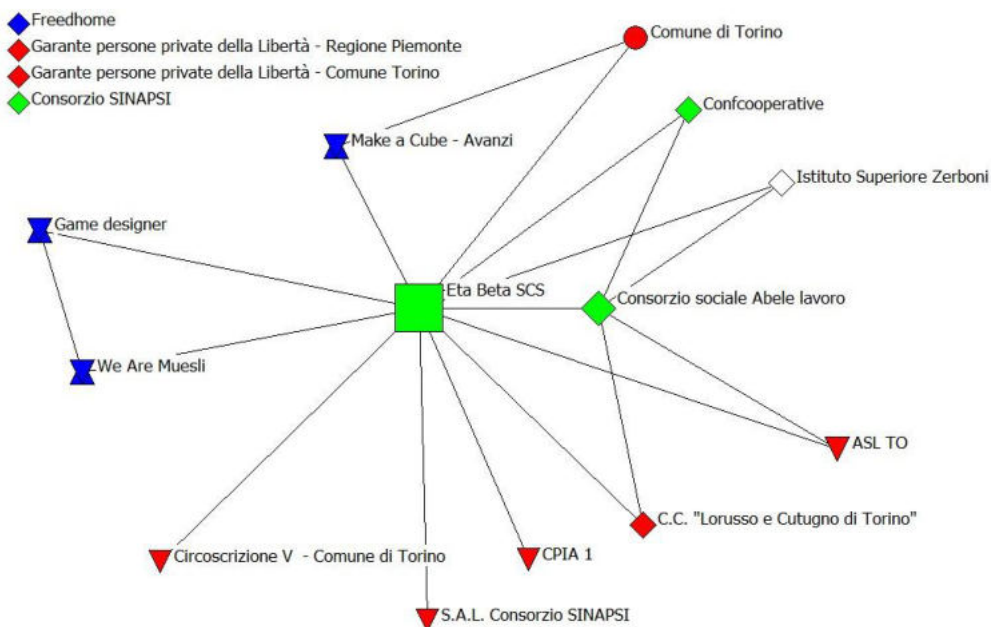 Freedhome
Garante persone private della Libertà - Regione Piemonte
Garante persone private della Libertà - Comune Torino
Consorzio SINAPSI
Comune di Torino
Confcooperative
Make a Cube - Avanzi
Istituto Superiore Zerboni
Game designer
Eta Beta SCS
Consorzio sociale Abele lavoro
We Are Muesli
ASL TO
C.C. "Lorusso e Cutugno di Torino"
Circoscrizione V - Comune di Torino
CPIA 1
S.A.L. Consorzio SINAPSI